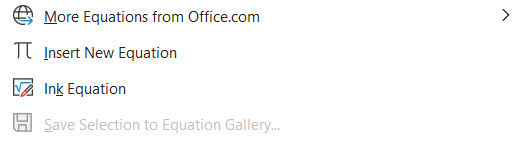 More Equations from Office.com
Insert New Equation
Ink Equation
Save Selection to Equation Gallery...